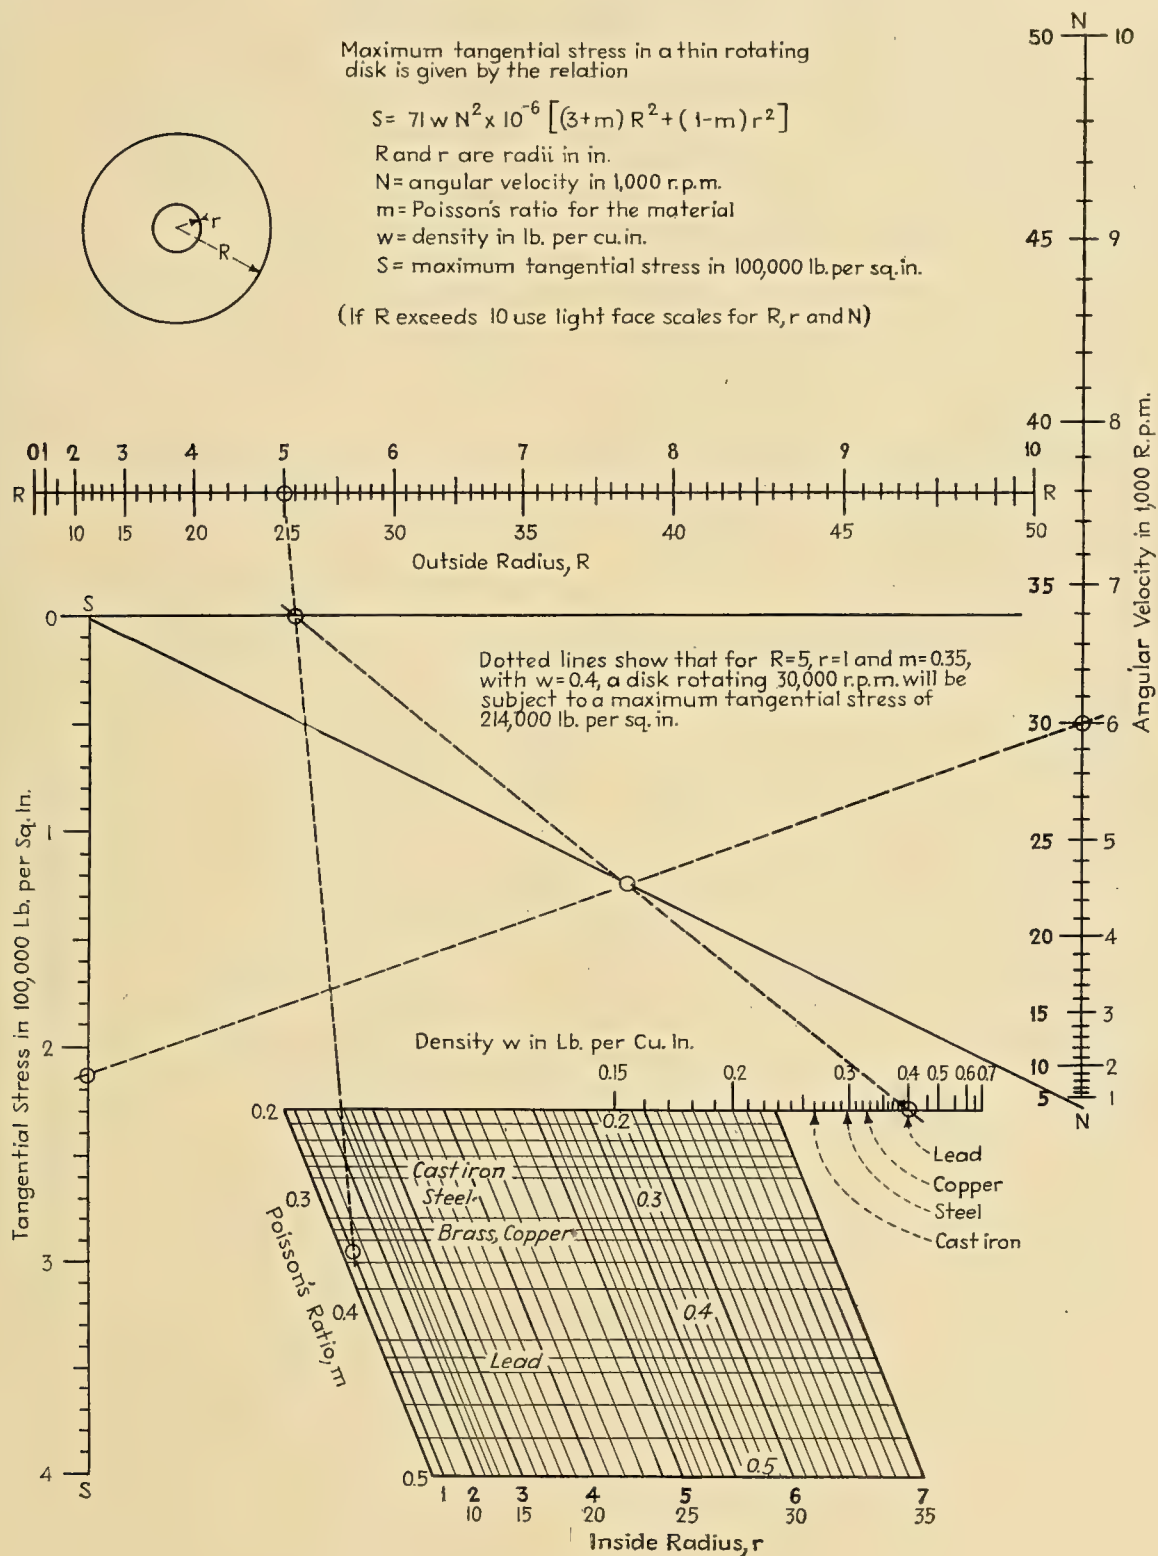 Maximum tangential stress in a thin rotating
disk is given by the relation
S= 71 w N² x 10⁻⁶ [(3+m) R² + (1-m) r²]
R and r are radii in in.
N= angular velocity in 1,000 r.p.m.
m= Poisson's ratio for the material
w= density in lb. per cu. in.
S= maximum tangential stress in 100,000 lb. per sq. in.
(If R exceeds 10 use light face scales for R, r and N)
r
R
N
50 10
45 9
40 8
35 7
30 6
25 5
20 4
15 3
10 2
5 1
N
Angular Velocity in 1,000 R.p.m.
0 1 2 3 4 5 6 7 8 9 10
R R
10 15 20 215 30 35 40 45 50
Outside Radius, R
S
0
1
2
3
4
S
Tangential Stress in 100,000 Lb. per Sq. In.
Dotted lines show that for R=5, r=1 and m=0.35,
with w=0.4, a disk rotating 30,000 r.p.m. will be
subject to a maximum tangential stress of
214,000 lb. per sq. in.
Density w in Lb. per Cu. In.
0.15 0.2 0.3 0.4 0.5 0.6 0.7
Lead
Copper
Steel
Cast iron
0.2 0.2
Cast iron
0.3 Steel 0.3
Brass, Copper
0.4 0.4
Lead
0.5 0.5
Poisson's Ratio, m
1 2 3 4 5 6 7
10 15 20 25 30 35
Inside Radius, r